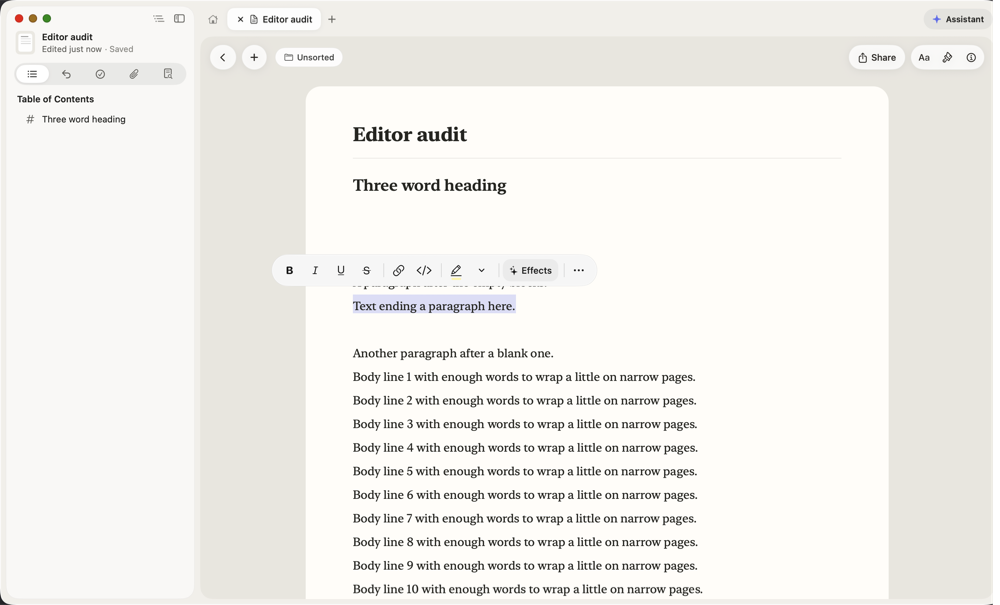 Editor audit
Assistant
Editor audit
Edited just now · Saved
Unsorted
Share
Aa
Table of Contents
# Three word heading
Editor audit
Three word heading
B I U S </> Effects
Text ending a paragraph here.
Another paragraph after a blank one.
Body line 1 with enough words to wrap a little on narrow pages.
Body line 2 with enough words to wrap a little on narrow pages.
Body line 3 with enough words to wrap a little on narrow pages.
Body line 4 with enough words to wrap a little on narrow pages.
Body line 5 with enough words to wrap a little on narrow pages.
Body line 6 with enough words to wrap a little on narrow pages.
Body line 7 with enough words to wrap a little on narrow pages.
Body line 8 with enough words to wrap a little on narrow pages.
Body line 9 with enough words to wrap a little on narrow pages.
Body line 10 with enough words to wrap a little on narrow pages.